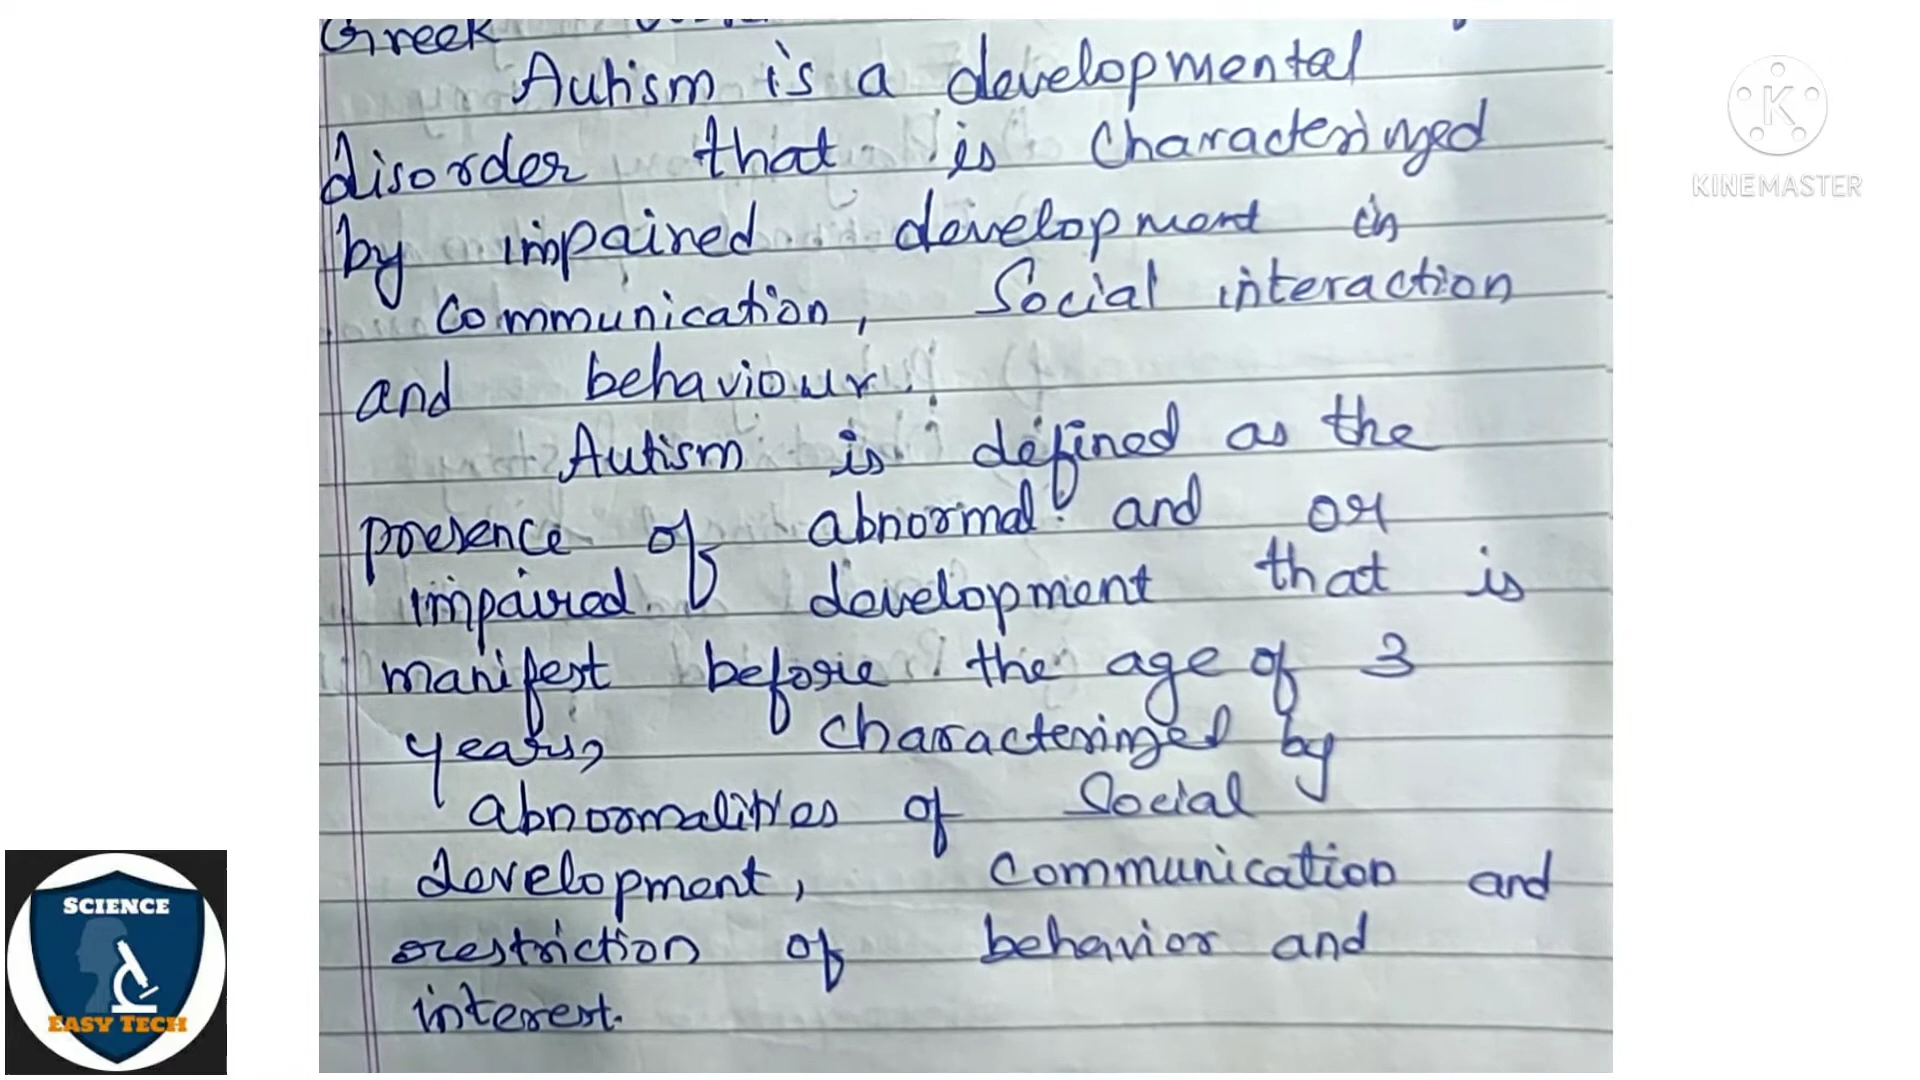 Greek
Autism is a developmental
disorder that is characterized
by impaired development in
communication, Social interaction
and behaviour.
Autism is defined as the
presence of abnormal and or
impaired development that is
manifest before the age of 3
years, characterized by
abnormalities of Social
development, communication and
restriction of behavior and
interest.
K
KINEMASTER
SCIENCE
EASY TECH